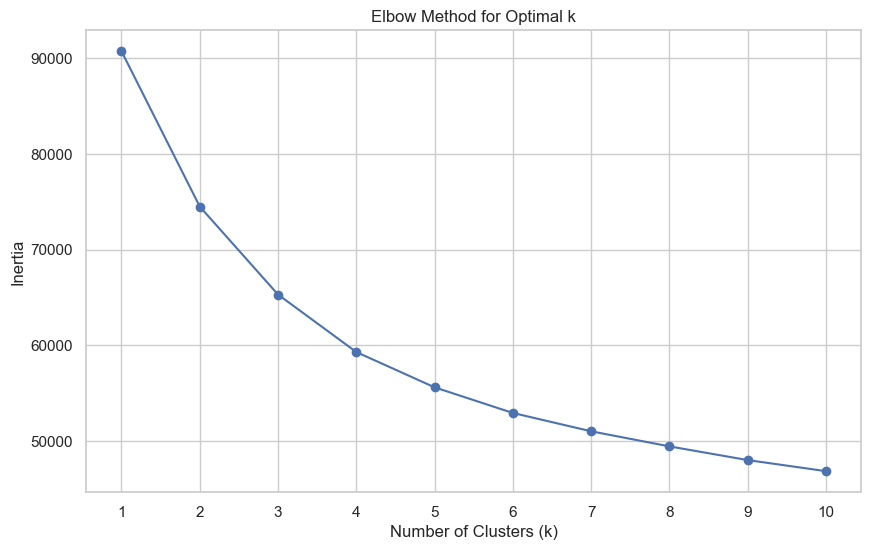 Elbow Method for Optimal k
90000
80000
70000
60000
50000
Inertia
1 2 3 4 5 6 7 8 9 10
Number of Clusters (k)